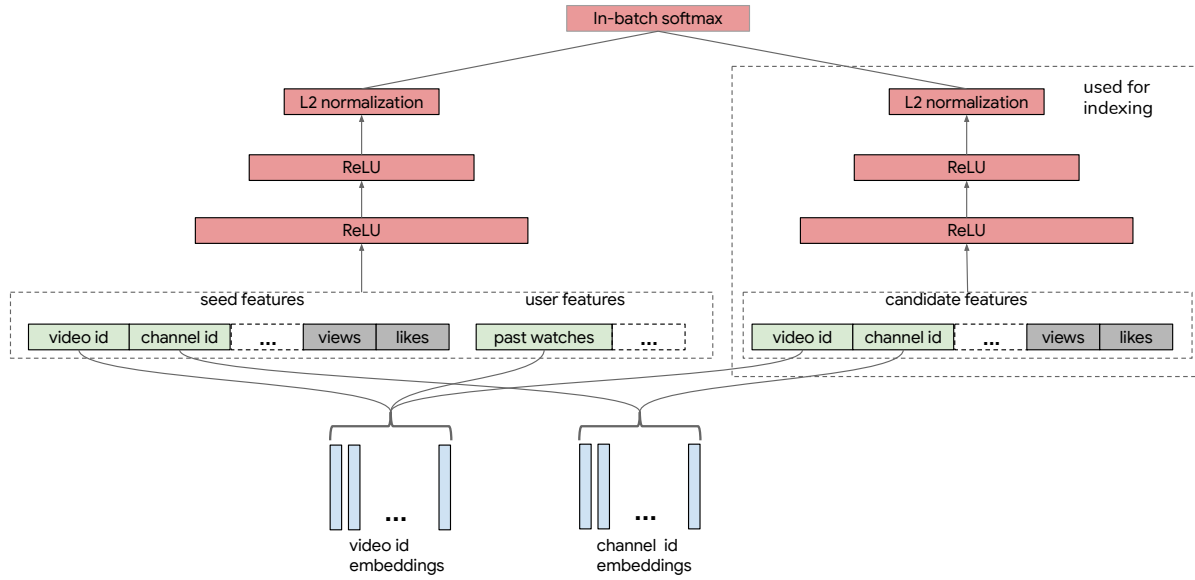 In-batch softmax
L2 normalization
L2 normalization
used for
indexing
ReLU
ReLU
ReLU
ReLU
seed features
user features
candidate features
video id
channel id
...
views
likes
past watches
...
video id
channel id
...
views
likes
...
...
video id
embeddings
channel id
embeddings